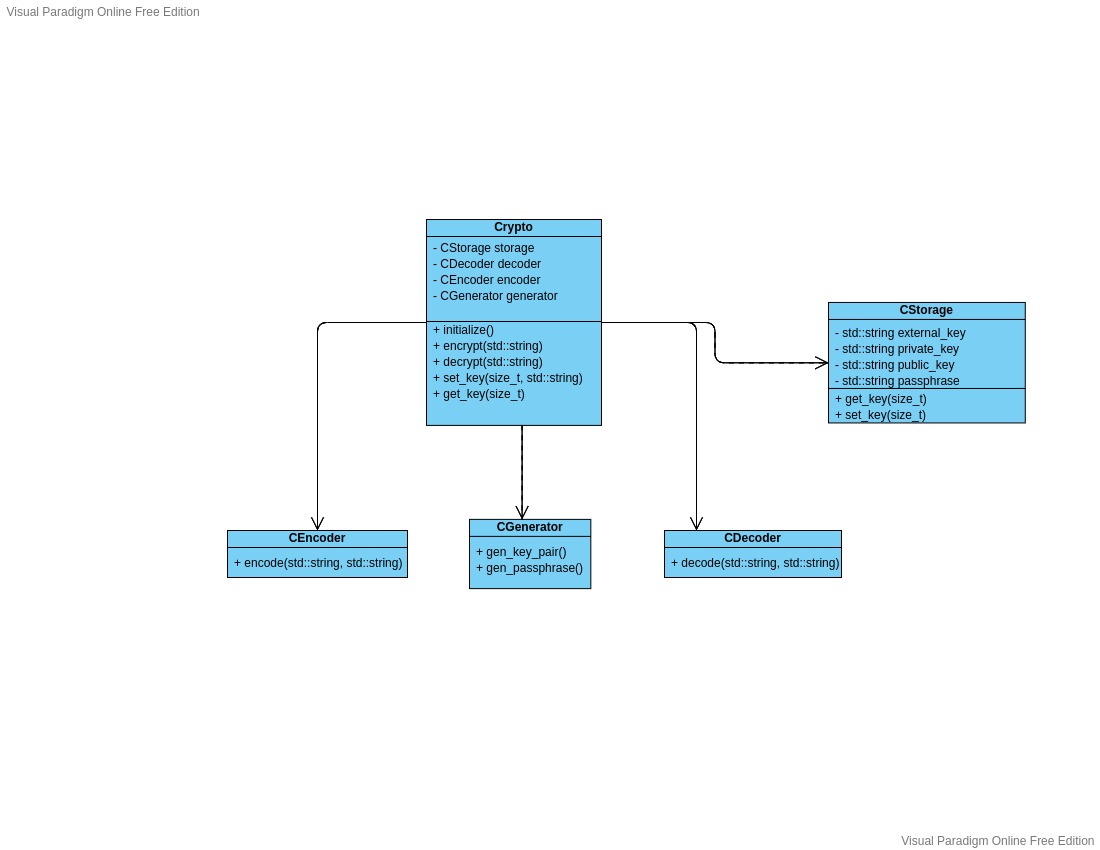 Visual Paradigm Online Free Edition
Crypto
- CStorage storage
- CDecoder decoder
- CEncoder encoder
- CGenerator generator
+ initialize()
+ encrypt(std::string)
+ decrypt(std::string)
+ set_key(size_t, std::string)
+ get_key(size_t)
CStorage
- std::string external_key
- std::string private_key
- std::string public_key
- std::string passphrase
+ get_key(size_t)
+ set_key(size_t)
CEncoder
+ encode(std::string, std::string)
CGenerator
+ gen_key_pair()
+ gen_passphrase()
CDecoder
+ decode(std::string, std::string)
Visual Paradigm Online Free Edition